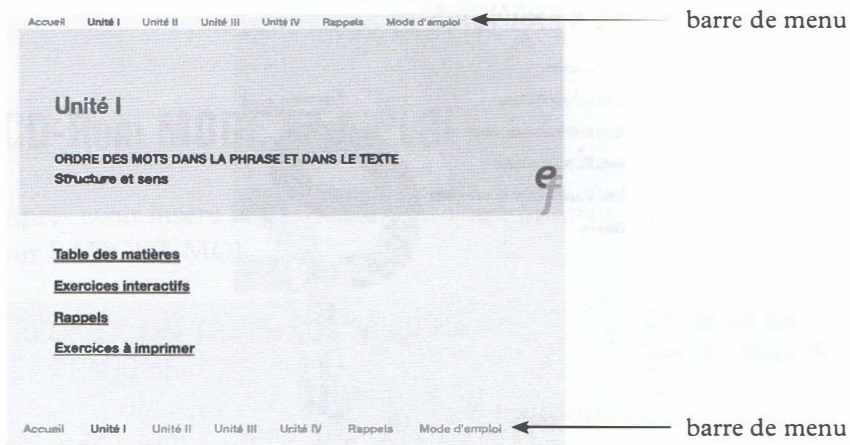 Accueil Unité I Unité II Unité III Unité IV Rappels Mode d'emploi barre de menu
Unité I
ORDRE DES MOTS DANS LA PHRASE ET DANS LE TEXTE
Structure et sens
ef
Table des matières
Exercices interactifs
Rappels
Exercices à imprimer
Accueil Unité I Unité II Unité III Unité IV Rappels Mode d'emploi barre de menu